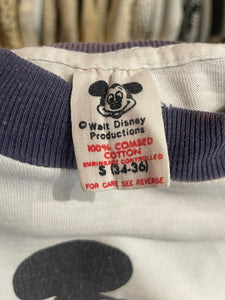 © Walt Disney
Productions
100% COMBED
COTTON
SHRINKAGE CONTROLLED
S (34-36)
FOR CARE SEE REVERSE